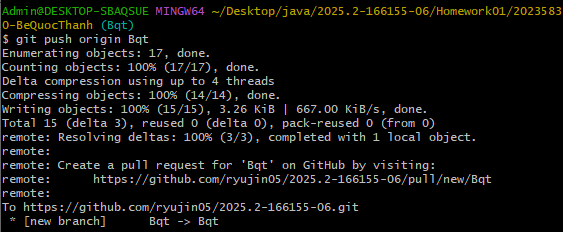 Admin@DESKTOP-SBAQSUE MINGW64 ~/Desktop/java/2025.2-166155-06/Homework01/2023583
0-BeQuocThanh (Bqt)
$ git push origin Bqt
Enumerating objects: 17, done.
Counting objects: 100% (17/17), done.
Delta compression using up to 4 threads
Compressing objects: 100% (14/14), done.
Writing objects: 100% (15/15), 3.26 KiB | 667.00 KiB/s, done.
Total 15 (delta 3), reused 0 (delta 0), pack-reused 0 (from 0)
remote: Resolving deltas: 100% (3/3), completed with 1 local object.
remote:
remote: Create a pull request for 'Bqt' on GitHub by visiting:
remote:      https://github.com/ryujin05/2025.2-166155-06/pull/new/Bqt
remote:
To https://github.com/ryujin05/2025.2-166155-06.git
 * [new branch]      Bqt -> Bqt